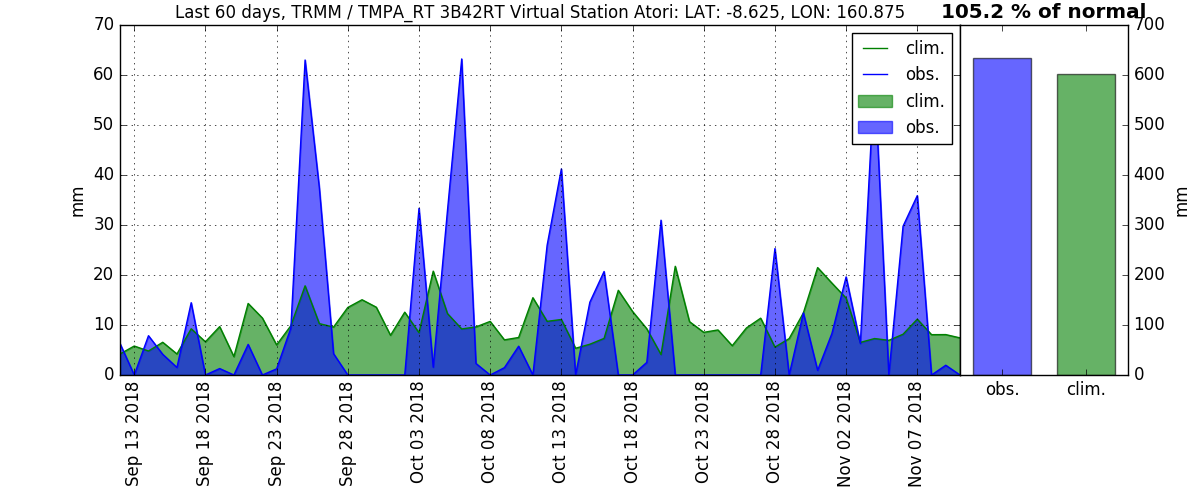 Last 60 days, TRMM / TMPA_RT 3B42RT Virtual Station Atori: LAT: -8.625, LON: 160.875
105.2 % of normal
70
60
50
40
30
20
10
0
mm
clim.
obs.
clim.
obs.
700
600
500
400
300
200
100
0
mm
Sep 13 2018
Sep 18 2018
Sep 23 2018
Sep 28 2018
Oct 03 2018
Oct 08 2018
Oct 13 2018
Oct 18 2018
Oct 23 2018
Oct 28 2018
Nov 02 2018
Nov 07 2018
obs.
clim.